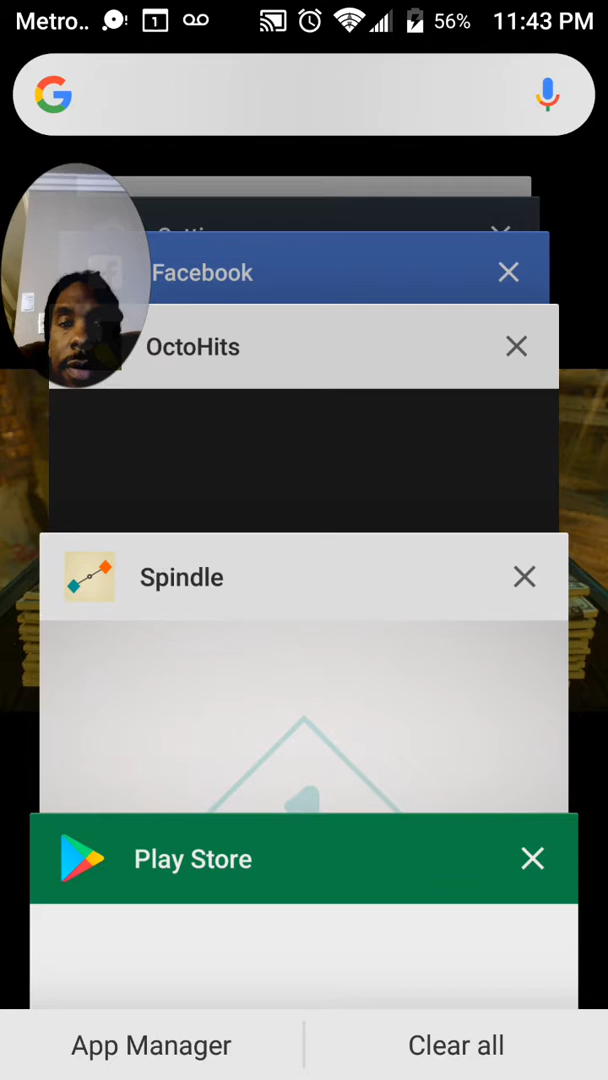 Metro.. 1 56% 11:43 PM
Facebook
OctoHits
Spindle
Play Store
App Manager Clear all